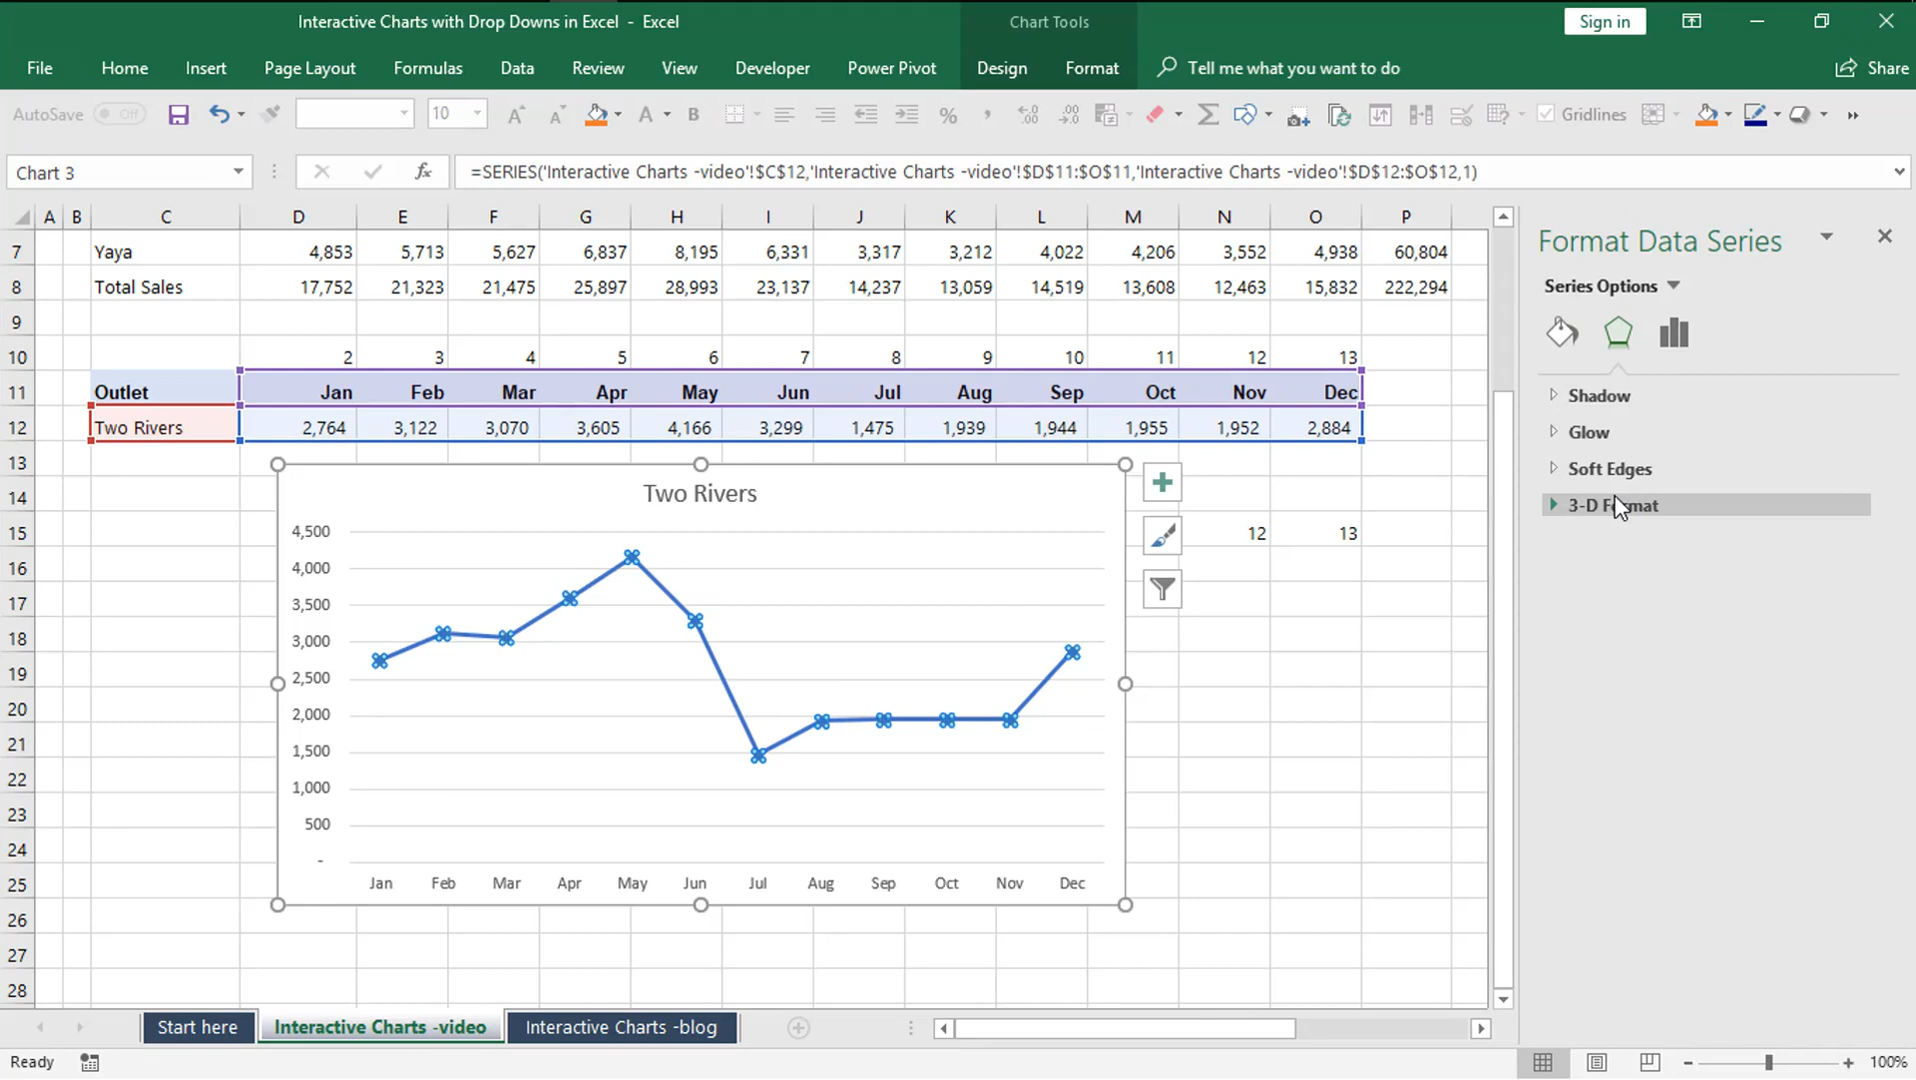 Interactive Charts with Drop Downs in Excel - Excel
Chart Tools
Sign in
File Home Insert Page Layout Formulas Data Review View Developer Power Pivot Design Format Tell me what you want to do Share
AutoSave Off 10 A A A B % , .00 Gridlines
Chart 3 fx =SERIES('Interactive Charts -video'!$C$12,'Interactive Charts -video'!$D$11:$O$11,'Interactive Charts -video'!$D$12:$O$12,1)
A B C D E F G H I J K L M N O P
7 Yaya 4,853 5,713 5,627 6,837 8,195 6,331 3,317 3,212 4,022 4,206 3,552 4,938 60,804
8 Total Sales 17,752 21,323 21,475 25,897 28,993 23,137 14,237 13,059 14,519 13,608 12,463 15,832 222,294
9
10 2 3 4 5 6 7 8 9 10 11 12 13
11 Outlet Jan Feb Mar Apr May Jun Jul Aug Sep Oct Nov Dec
12 Two Rivers 2,764 3,122 3,070 3,605 4,166 3,299 1,475 1,939 1,944 1,955 1,952 2,884
13
14
15 12 13
16
17
18
19
20
21
22
23
24
25
26
27
28
Two Rivers
4,500
4,000
3,500
3,000
2,500
2,000
1,500
1,000
500
-
Jan Feb Mar Apr May Jun Jul Aug Sep Oct Nov Dec
Format Data Series
Series Options
Shadow
Glow
Soft Edges
3-D Format
Start here Interactive Charts -video Interactive Charts -blog
Ready 100%